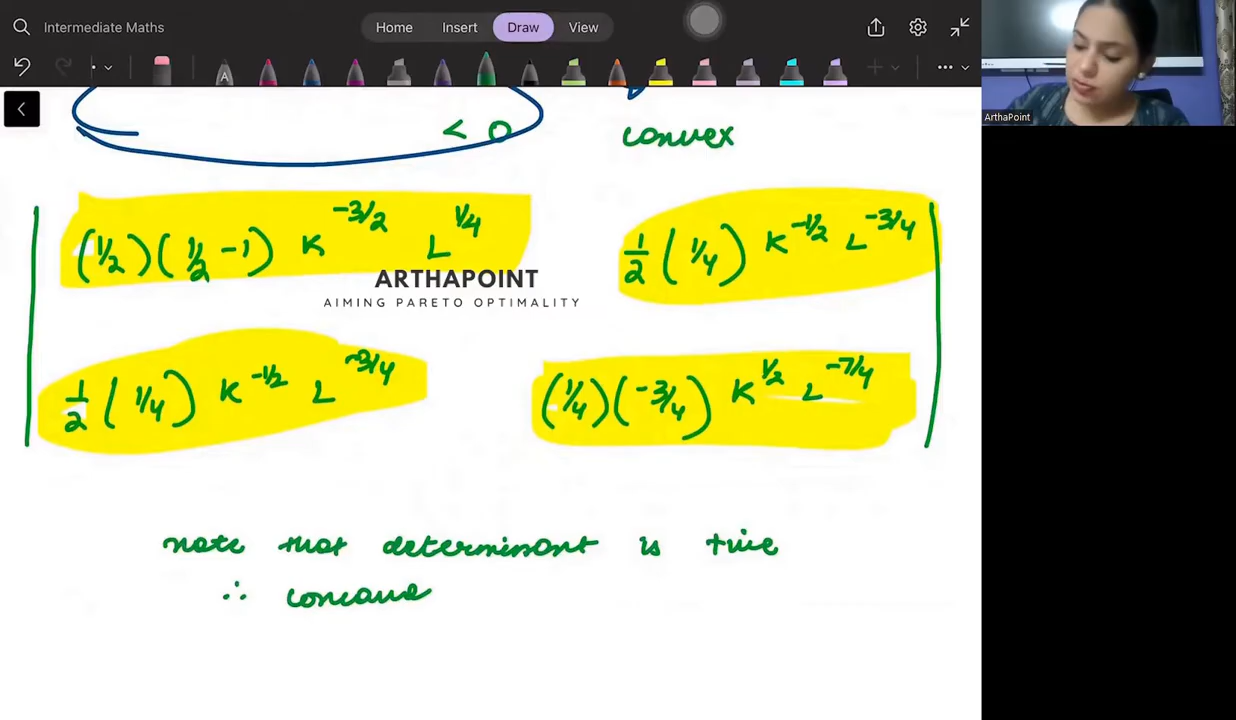 Intermediate Maths
Home Insert Draw View
A
ArthaPoint
< 0
convex
(1/2) (1/2 -1) K^-3/2 L^1/4
1/2 (1/4) K^-1/2 L^-3/4
ARTHAPOINT
AIMING PARETO OPTIMALITY
1/2 (1/4) K^-1/2 L^-3/4
(1/4) (-3/4) K^1/2 L^-7/4
note that determinant is +ive
∴ concave